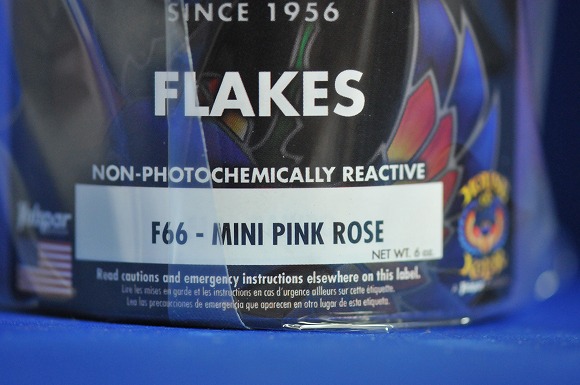 SINCE 1956
FLAKES
NON-PHOTOCHEMICALLY REACTIVE
F66 - MINI PINK ROSE
NET WT. 6 oz.
Read cautions and emergency instructions elsewhere on this label.
Lire les mises en garde et les instructions en cas d'urgence ailleurs sur cette étiquette.
Lea las precauciones de emergencia que aparecen en otro lugar de esta etiqueta.